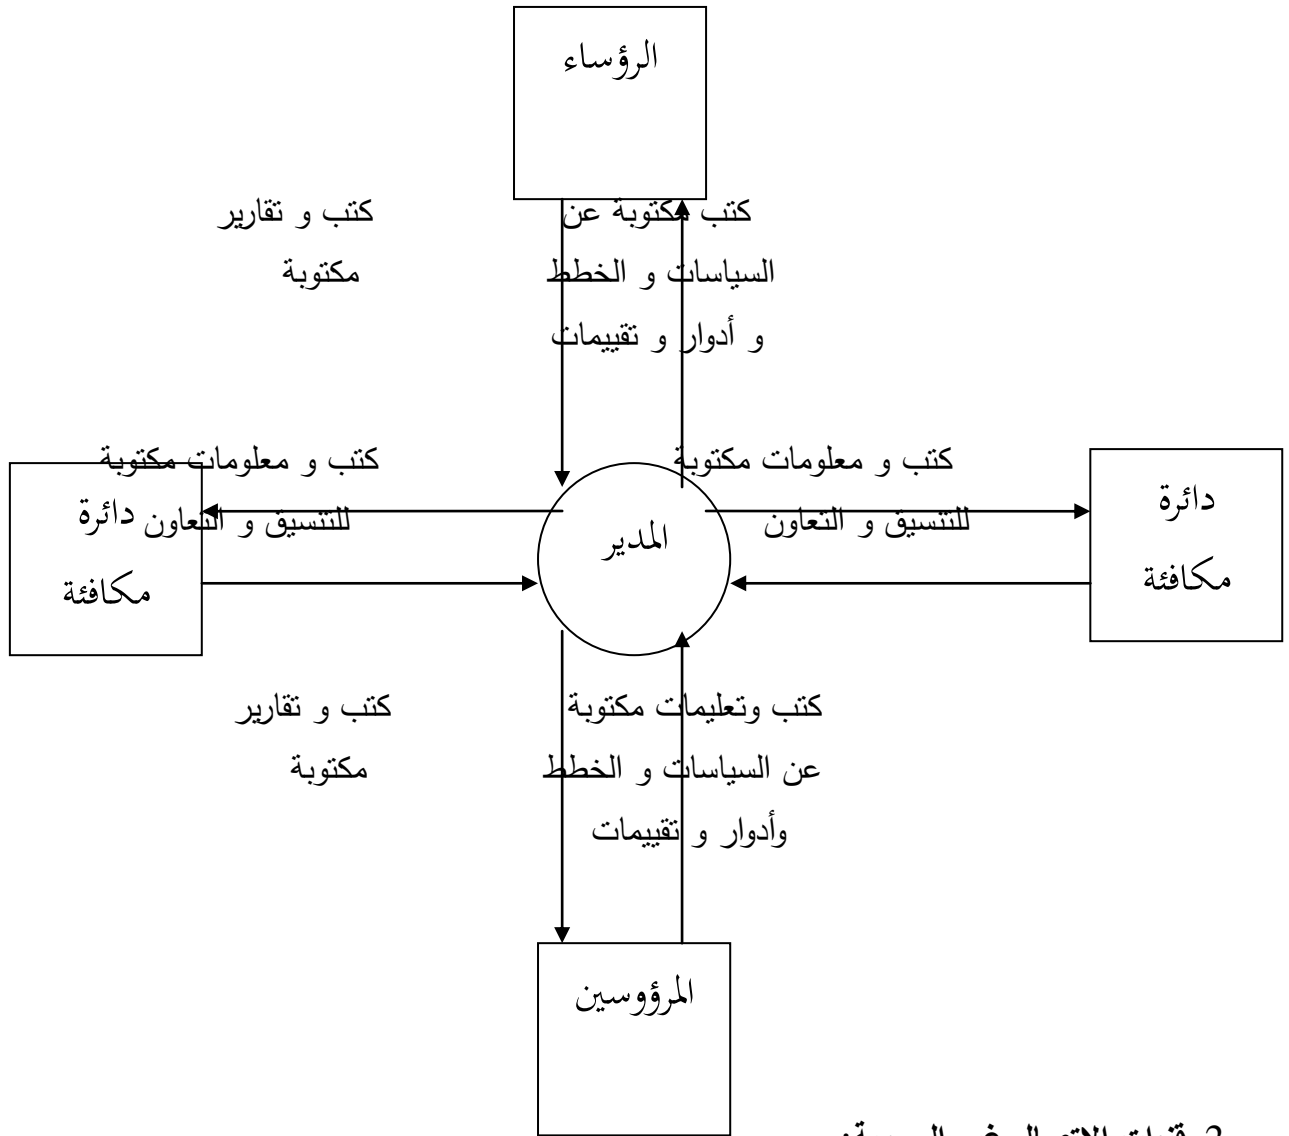 الرؤساء
كتب مكتوبة عن
السياسات و الخطط
و أدوار و تقييمات
كتب و تقارير
مكتوبة
دائرة
مكافئة
كتب و معلومات مكتوبة
للتنسيق و التعاون
المدير
كتب و معلومات مكتوبة
للتنسيق و التعاون
دائرة
مكافئة
كتب وتعليمات مكتوبة
عن السياسات و الخطط
وأدوار و تقييمات
كتب و تقارير
مكتوبة
المرؤوسين